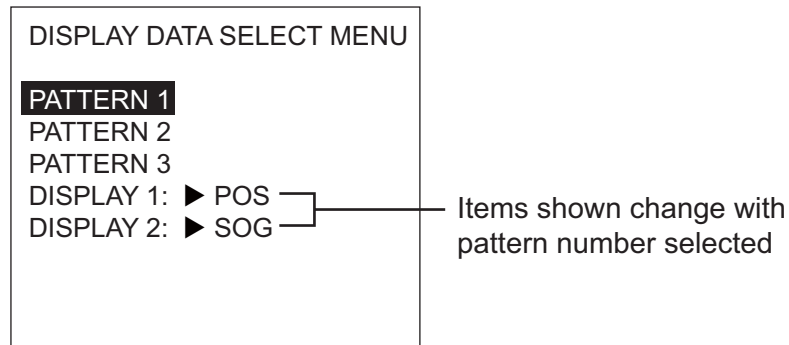 DISPLAY DATA SELECT MENU
PATTERN 1
PATTERN 2
PATTERN 3
DISPLAY 1: ▶ POS
DISPLAY 2: ▶ SOG
Items shown change with
pattern number selected